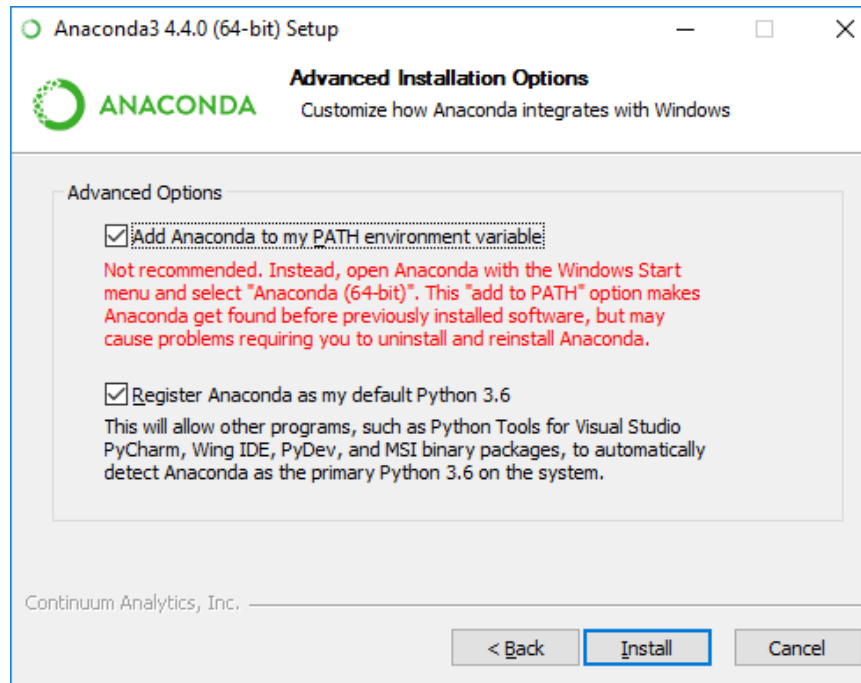 Anaconda3 4.4.0 (64-bit) Setup
ANACONDA
Advanced Installation Options
Customize how Anaconda integrates with Windows
Advanced Options
Add Anaconda to my PATH environment variable
Not recommended. Instead, open Anaconda with the Windows Start
menu and select "Anaconda (64-bit)". This "add to PATH" option makes
Anaconda get found before previously installed software, but may
cause problems requiring you to uninstall and reinstall Anaconda.
Register Anaconda as my default Python 3.6
This will allow other programs, such as Python Tools for Visual Studio
PyCharm, Wing IDE, PyDev, and MSI binary packages, to automatically
detect Anaconda as the primary Python 3.6 on the system.
Continuum Analytics, Inc.
< Back
Install
Cancel